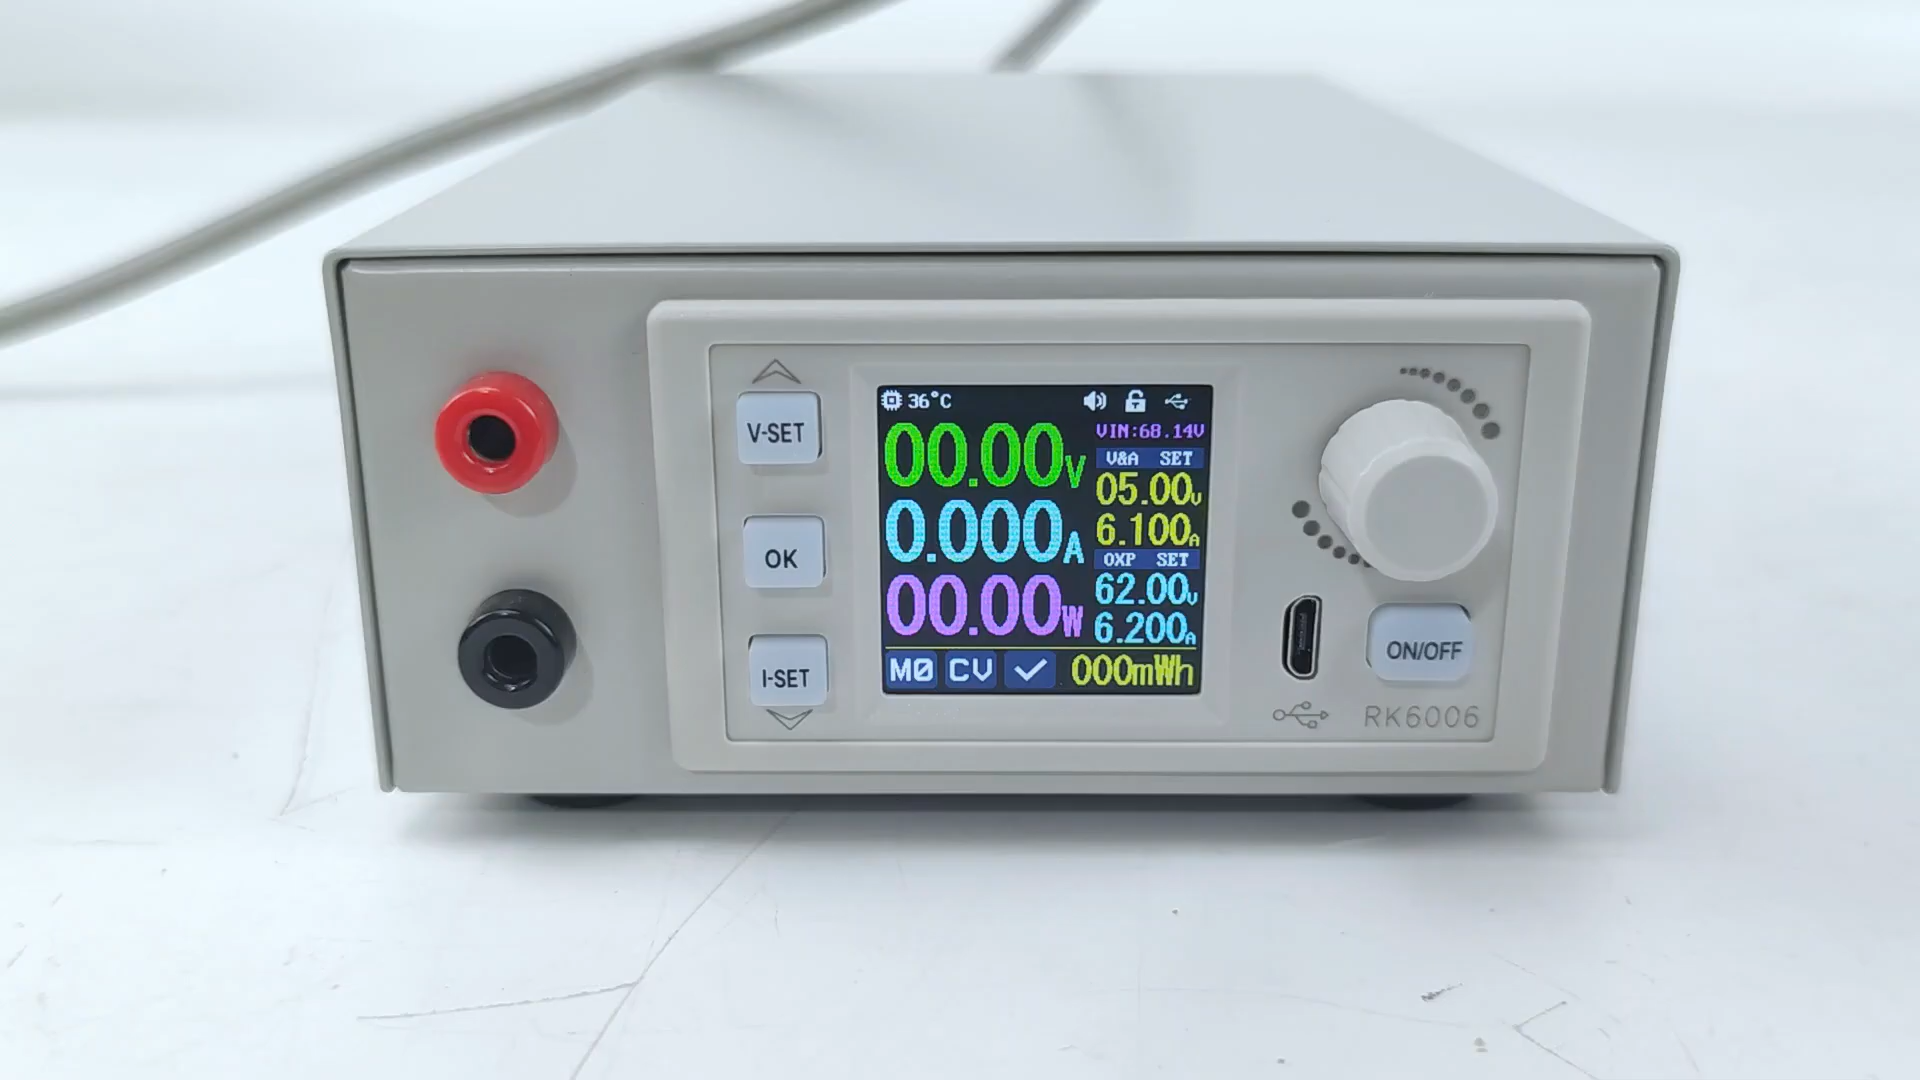 36°C
VIN:68.14V
00.00V
V&A SET
05.00V
0.000A
6.100A
OXP SET
00.00W
62.00V
6.200A
M0 CV 000mWh
V-SET
OK
I-SET
ON/OFF
RK6006